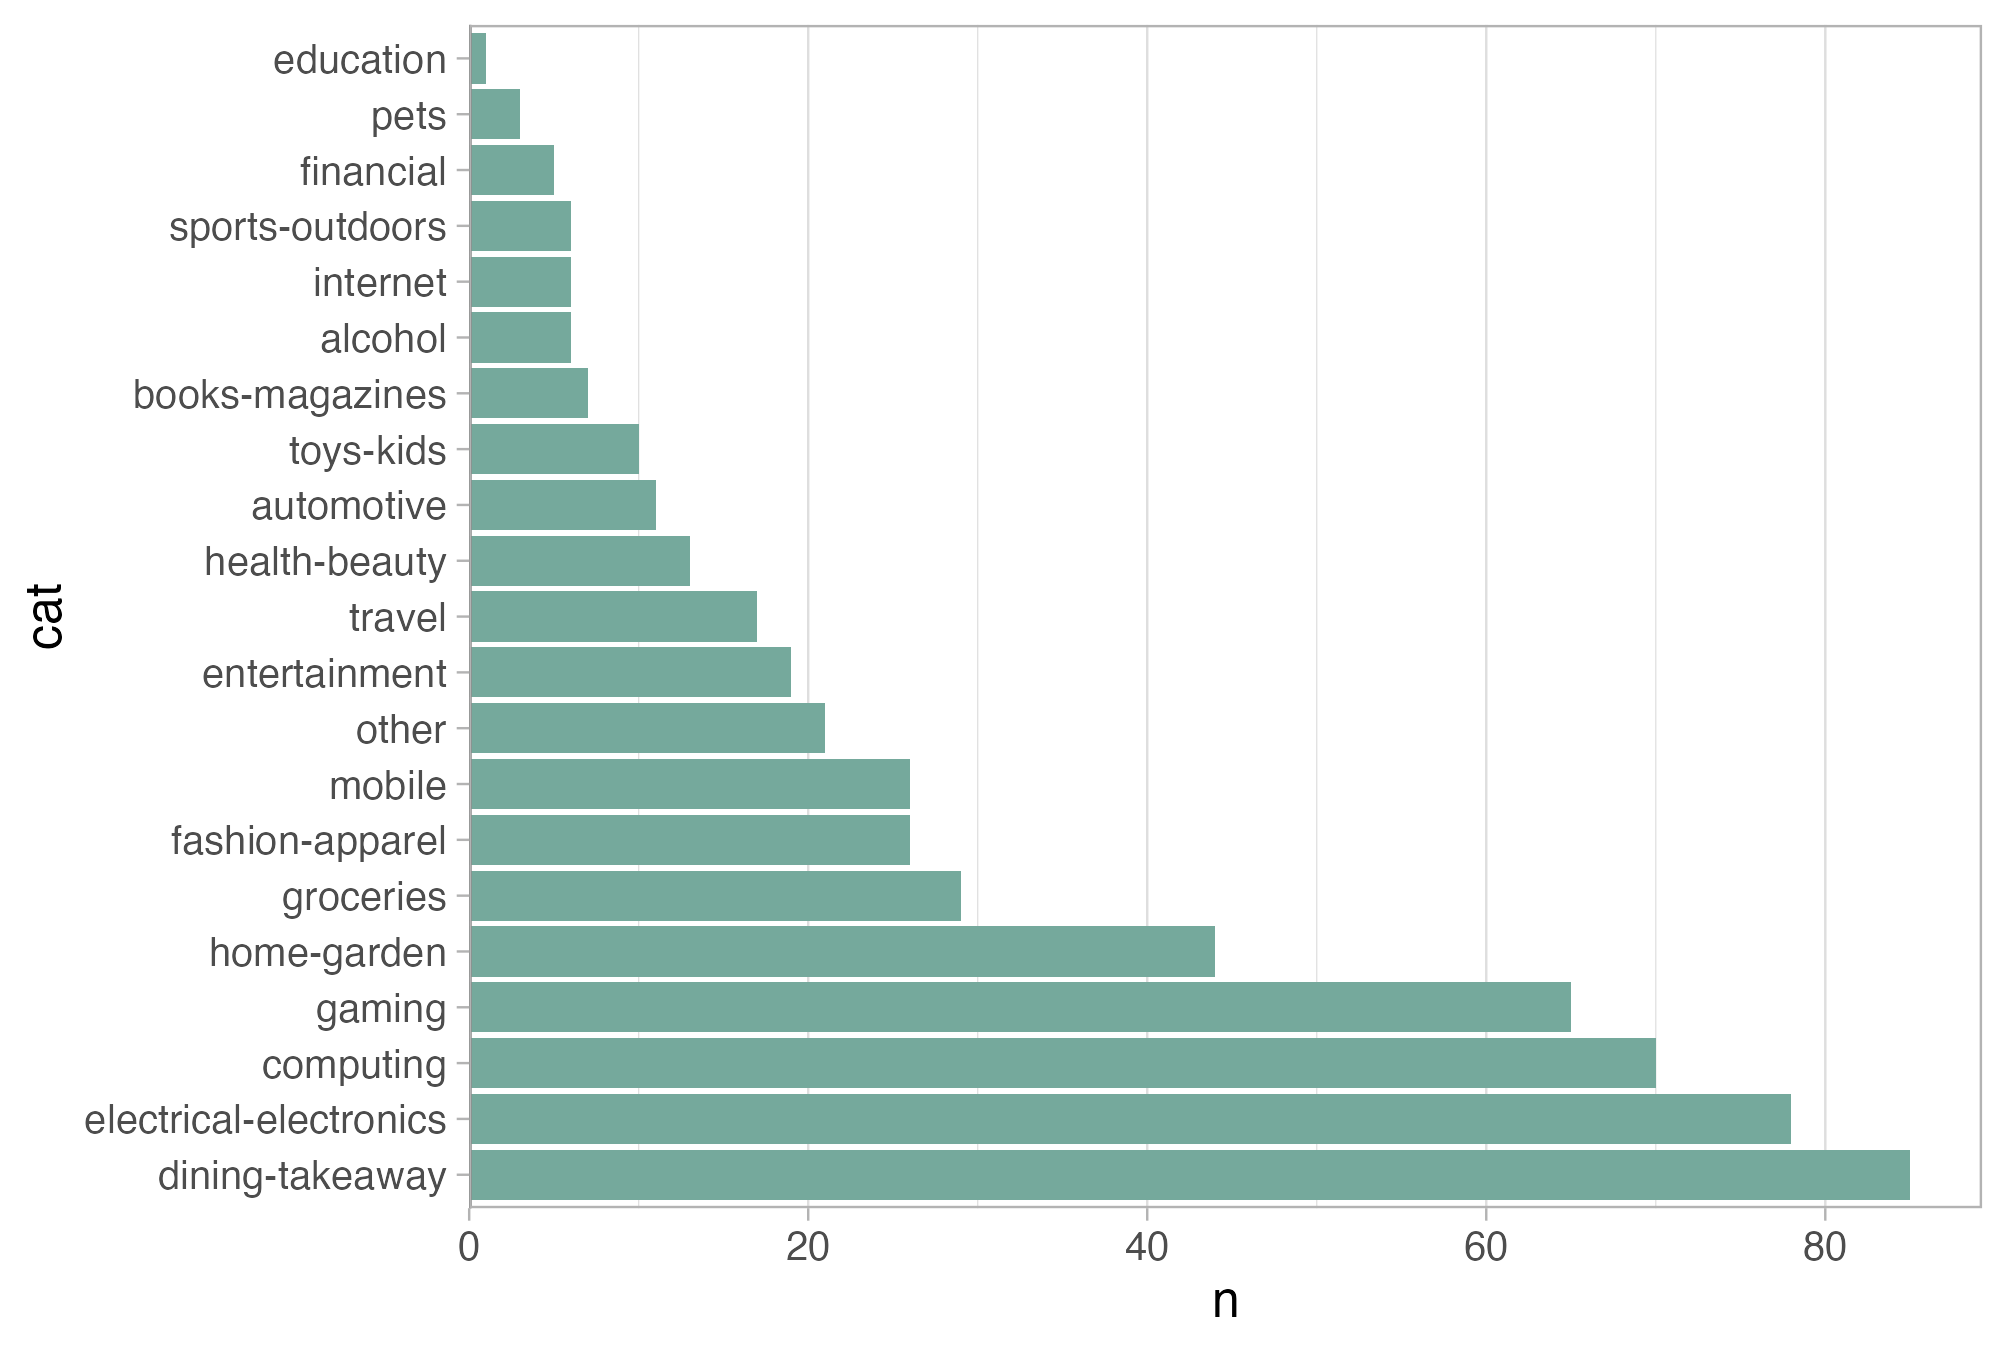 education
pets
financial
sports-outdoors
internet
alcohol
books-magazines
toys-kids
automotive
health-beauty
travel
entertainment
other
mobile
fashion-apparel
groceries
home-garden
gaming
computing
electrical-electronics
dining-takeaway
cat
0 20 40 60 80
n